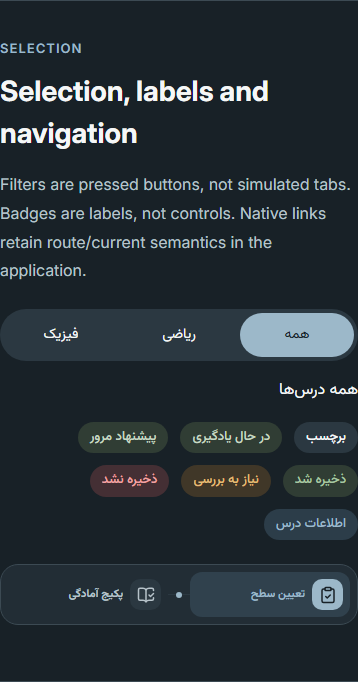 SELECTION
Selection, labels and
navigation
Filters are pressed buttons, not simulated tabs.
Badges are labels, not controls. Native links
retain route/current semantics in the
application.
همه ریاضی فیزیک
همه درس‌ها
برچسب در حال یادگیری پیشنهاد مرور
ذخیره شد نیاز به بررسی ذخیره نشد
اطلاعات درس
تعیین سطح پکیج آمادگی